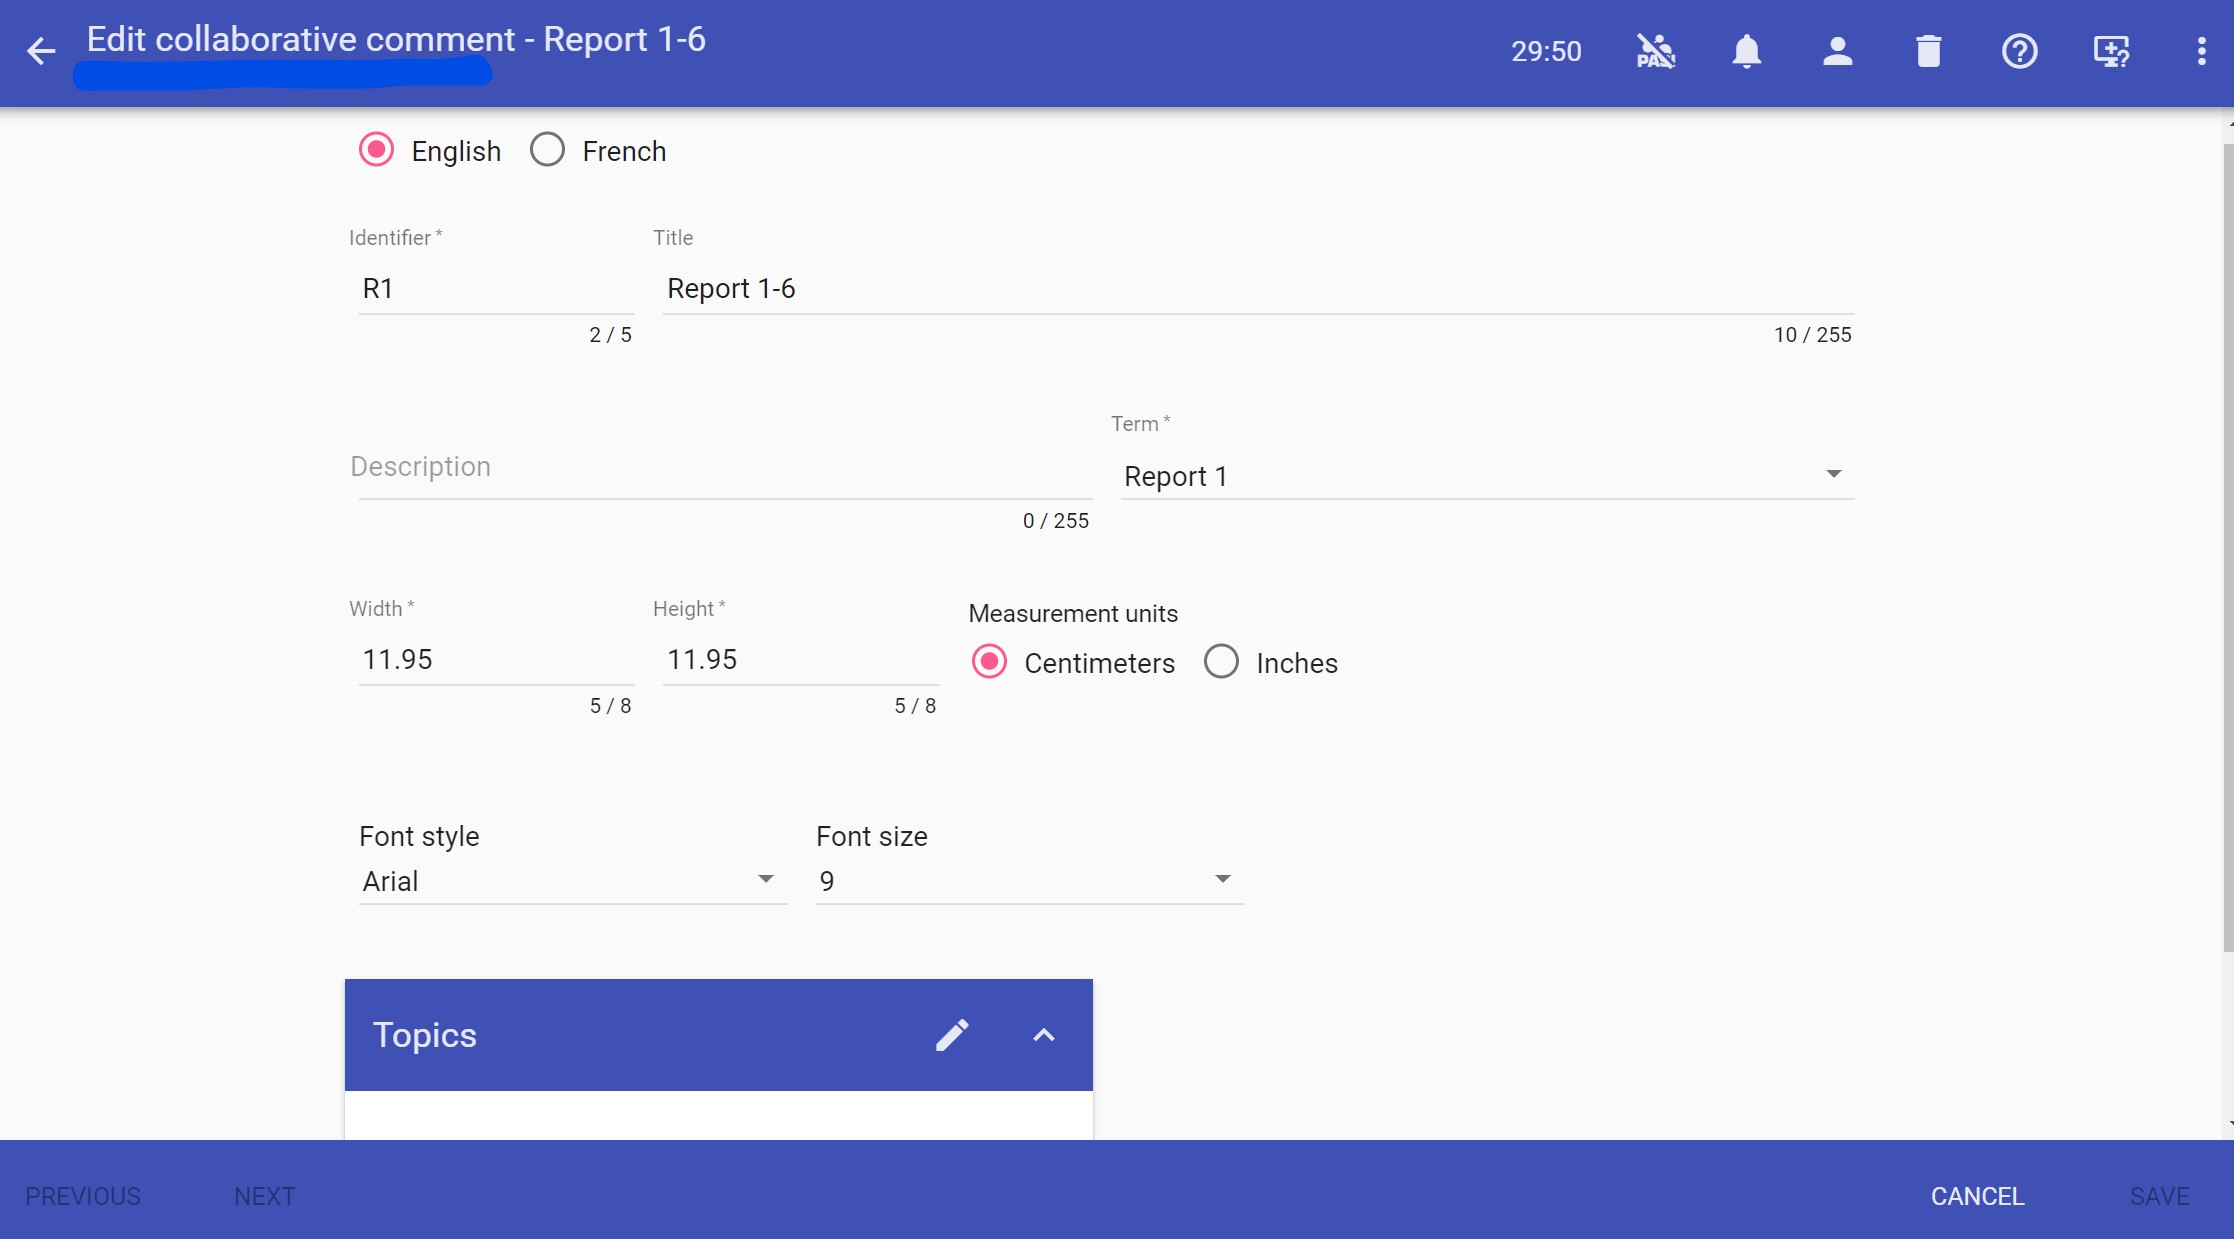 Edit collaborative comment - Report 1-6
29:50
English
French
Identifier *
Title
R1
Report 1-6
2 / 5
10 / 255
Term *
Description
Report 1
0 / 255
Width *
Height *
Measurement units
11.95
11.95
Centimeters
Inches
5 / 8
5 / 8
Font style
Font size
Arial
9
Topics
PREVIOUS
NEXT
CANCEL
SAVE